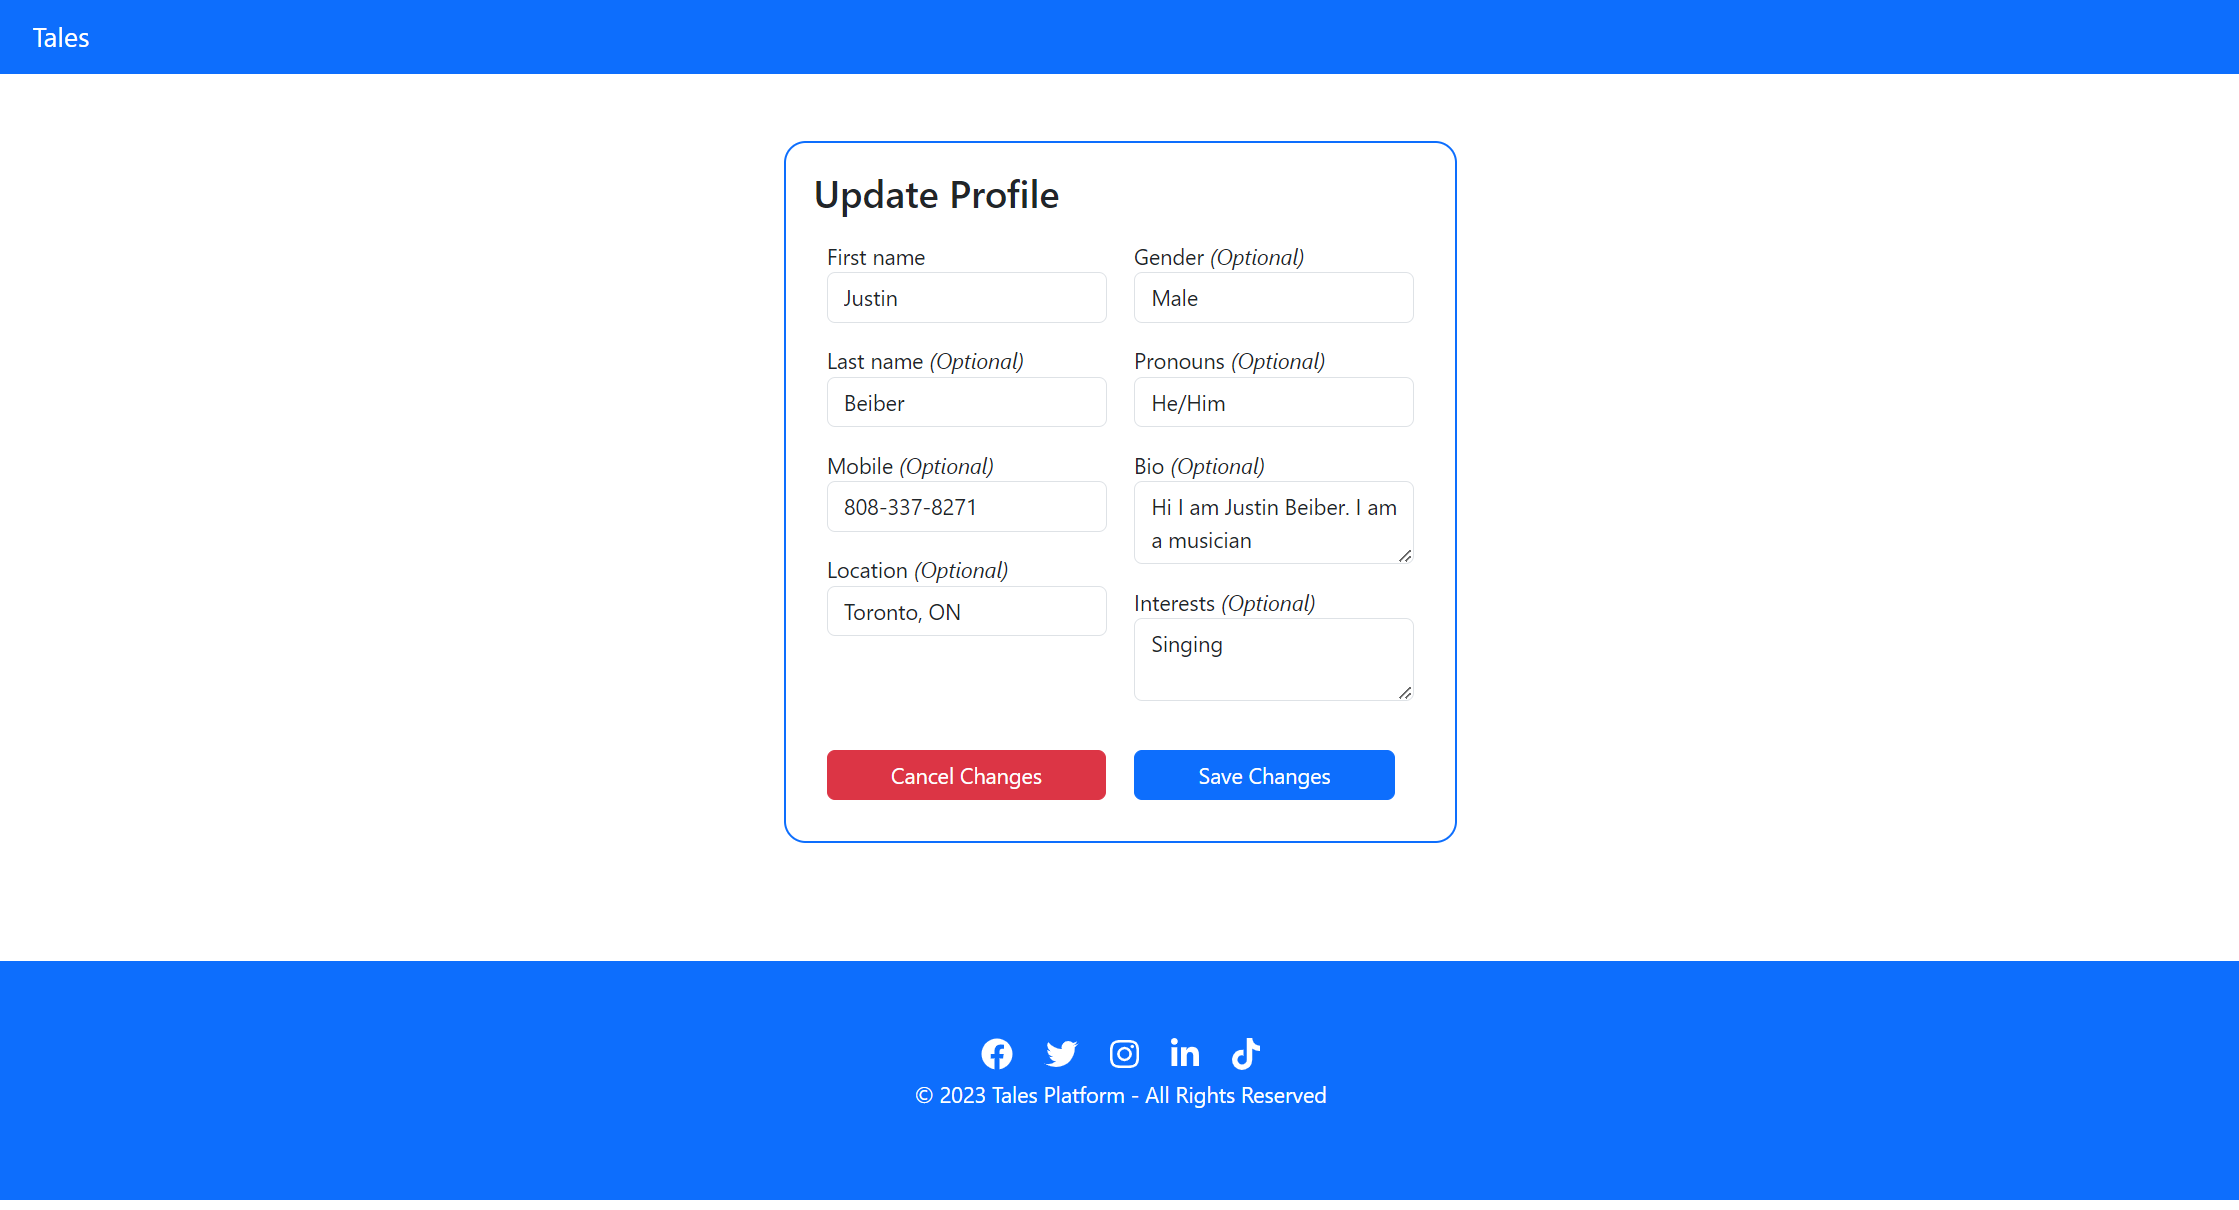 Tales
Update Profile
First name
Justin
Last name (Optional)
Beiber
Mobile (Optional)
808-337-8271
Location (Optional)
Toronto, ON
Gender (Optional)
Male
Pronouns (Optional)
He/Him
Bio (Optional)
Hi I am Justin Beiber. I am
a musician
Interests (Optional)
Singing
Cancel Changes
Save Changes
© 2023 Tales Platform - All Rights Reserved